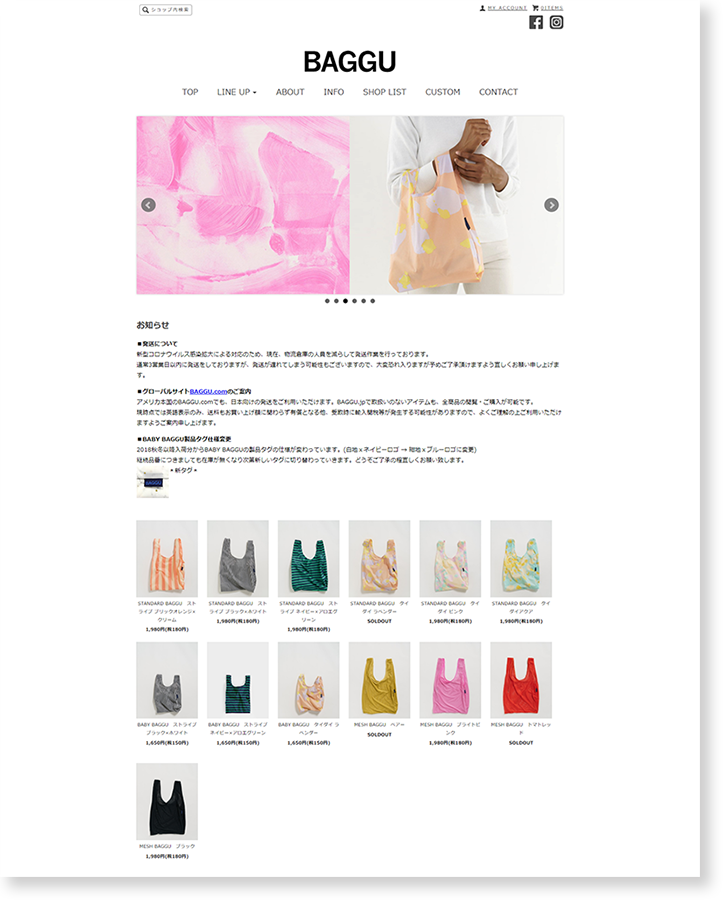 ショップ内検索
MY ACCOUNT
0ITEMS
BAGGU
TOP LINE UP ABOUT INFO SHOP LIST CUSTOM CONTACT
お知らせ
■発送について
新型コロナウイルス感染拡大による対応のため、現在、物流倉庫の人員を減らして発送作業を行っております。
通常3営業日以内に発送をしておりますが、発送が遅れてしまう可能性もございますので、大変恐れ入りますが予めご了承頂けますよう宜しくお願い申し上げま
す。
■グローバルサイトBAGGU.comのご案内
アメリカ本国のBAGGU.comでも、日本向けの発送をご利用いただけます。BAGGU.jpで取扱いのないアイテムも、全商品の閲覧・ご購入が可能です。
現時点では英語表示のみ、送料もお買い上げ額に関わらず有償となる他、受取時に輸入関税等が発生する可能性がありますので、よくご理解の上ご利用いただけ
ますようご案内申し上げます。
■BABY BAGGU製品タグ仕様変更
2018秋冬以降入荷分からBABY BAGGUの製品タグの仕様が変わっています。(白地ｘネイビーロゴ → 紺地ｘブルーロゴに変更)
継続品番につきましても在庫が無くなり次第新しいタグに切り替わっていきます。どうぞご了承の程宜しくお願い致します。
*新タグ*
STANDARD BAGGU スト
ライプ ブリックオレンジ×
クリーム
1,980円(税180円)
STANDARD BAGGU スト
ライプ ブラック×ホワイト
1,980円(税180円)
STANDARD BAGGU スト
ライプ ネイビー×アロエグ
リーン
1,980円(税180円)
STANDARD BAGGU タイ
ダイ ラベンダー
SOLDOUT
STANDARD BAGGU タイ
ダイ ピンク
1,980円(税180円)
STANDARD BAGGU タイ
ダイアクア
1,980円(税180円)
BABY BAGGU ストライプ
ブラック×ホワイト
1,650円(税150円)
BABY BAGGU ストライプ
ネイビー×アロエグリーン
1,650円(税150円)
BABY BAGGU タイダイ ラ
ベンダー
1,650円(税150円)
MESH BAGGU ペアー
SOLDOUT
MESH BAGGU ブライトピ
ンク
1,980円(税180円)
MESH BAGGU トマトレッ
ド
SOLDOUT
MESH BAGGU ブラック
1,980円(税180円)